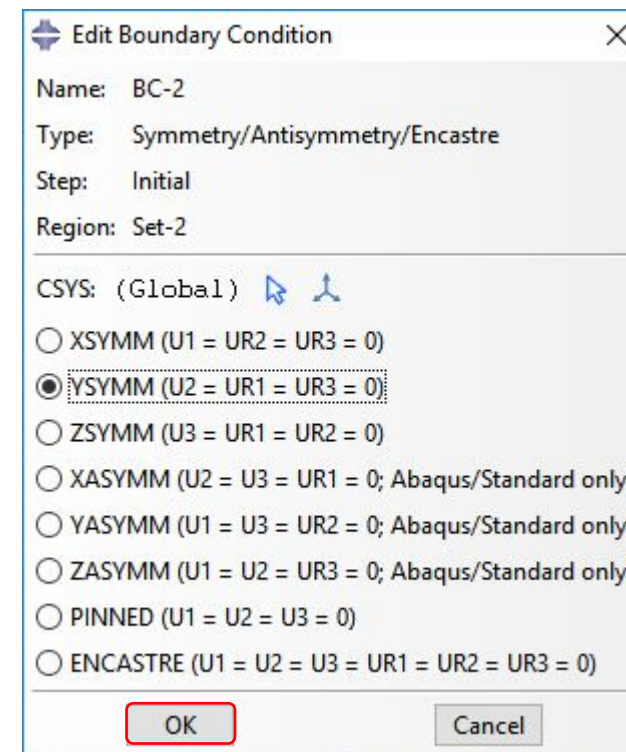 Edit Boundary Condition
Name: BC-2
Type: Symmetry/Antisymmetry/Encastre
Step: Initial
Region: Set-2
CSYS: (Global)
XSYMM (U1 = UR2 = UR3 = 0)
YSYMM (U2 = UR1 = UR3 = 0)
ZSYMM (U3 = UR1 = UR2 = 0)
XASYMM (U2 = U3 = UR1 = 0; Abaqus/Standard only
YASYMM (U1 = U3 = UR2 = 0; Abaqus/Standard only
ZASYMM (U1 = U2 = UR3 = 0; Abaqus/Standard only
PINNED (U1 = U2 = U3 = 0)
ENCASTRE (U1 = U2 = U3 = UR1 = UR2 = UR3 = 0)
OK Cancel